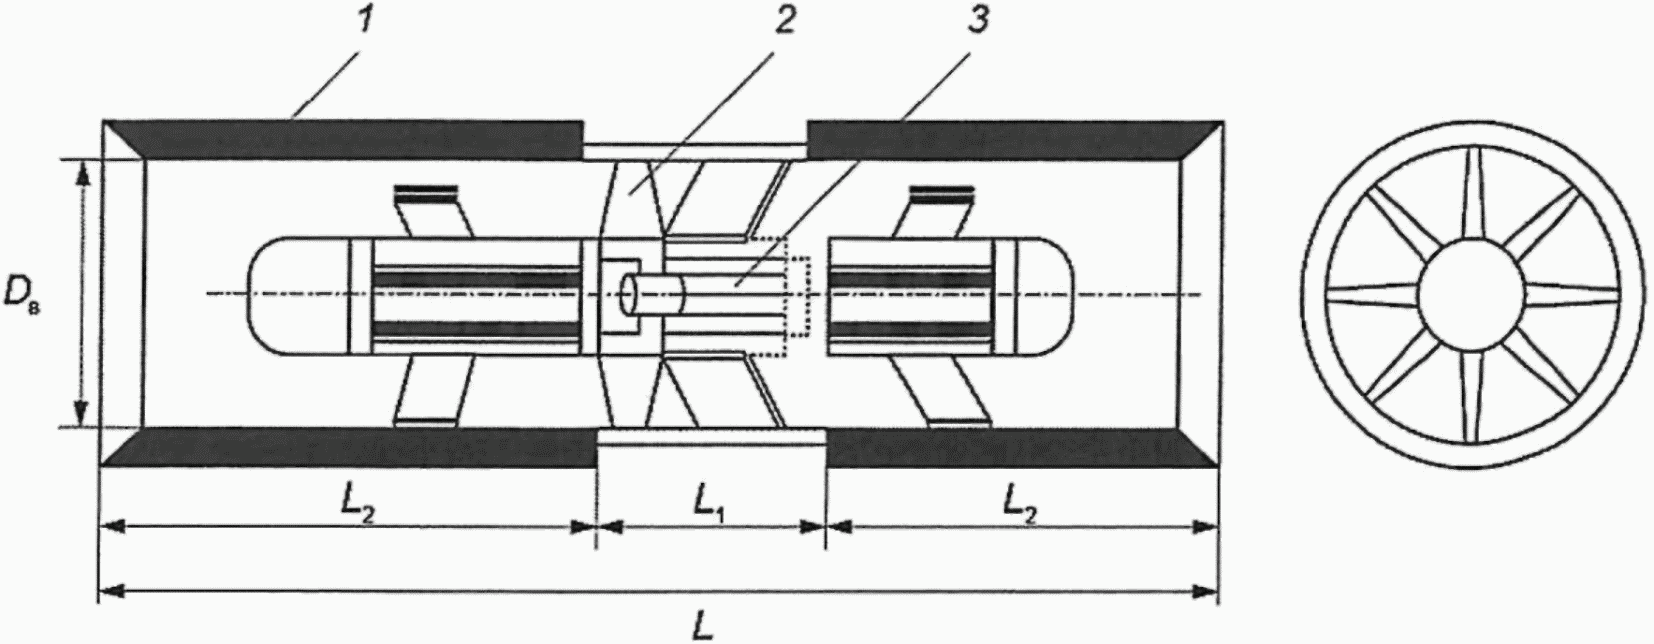 1 2 3
Dв
L2 L1 L2
L